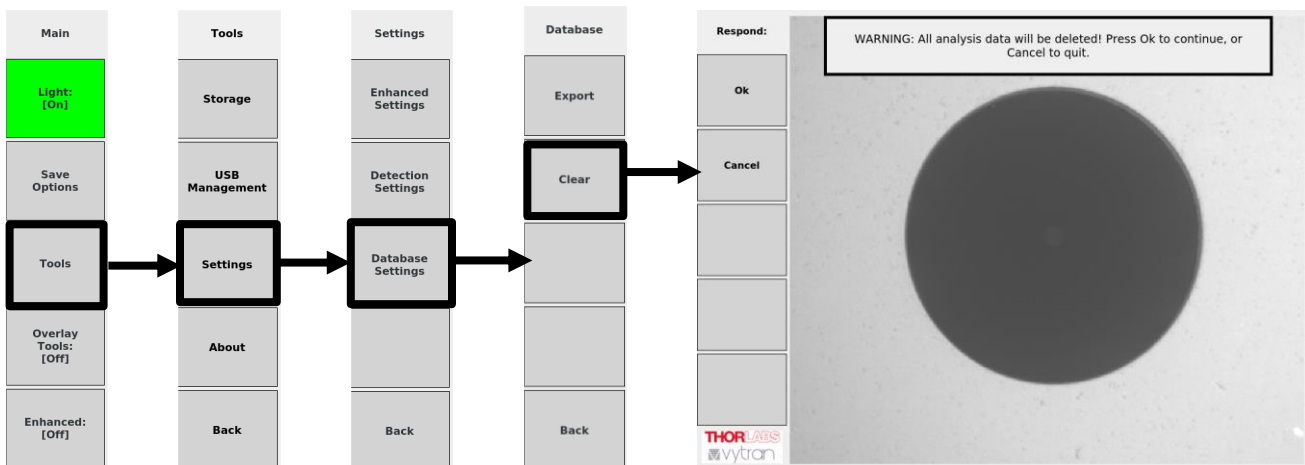 Main
Light:
[On]
Save
Options
Tools
Overlay
Tools:
[Off]
Enhanced:
[Off]
Tools
Storage
USB
Management
Settings
About
Back
Settings
Enhanced
Settings
Detection
Settings
Database
Settings
Back
Database
Export
Clear
Back
Respond:
Ok
Cancel
THORLABS
vytran
WARNING: All analysis data will be deleted! Press Ok to continue, or
Cancel to quit.